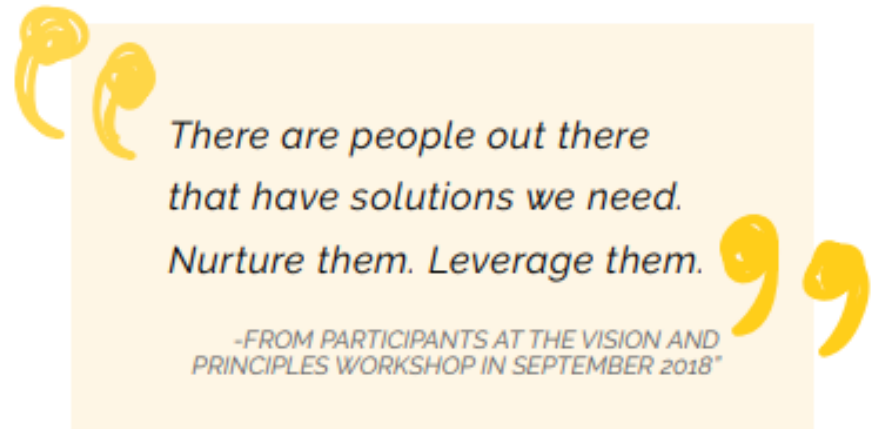 There are people out there
that have solutions we need.
Nurture them. Leverage them.
-FROM PARTICIPANTS AT THE VISION AND
PRINCIPLES WORKSHOP IN SEPTEMBER 2018”